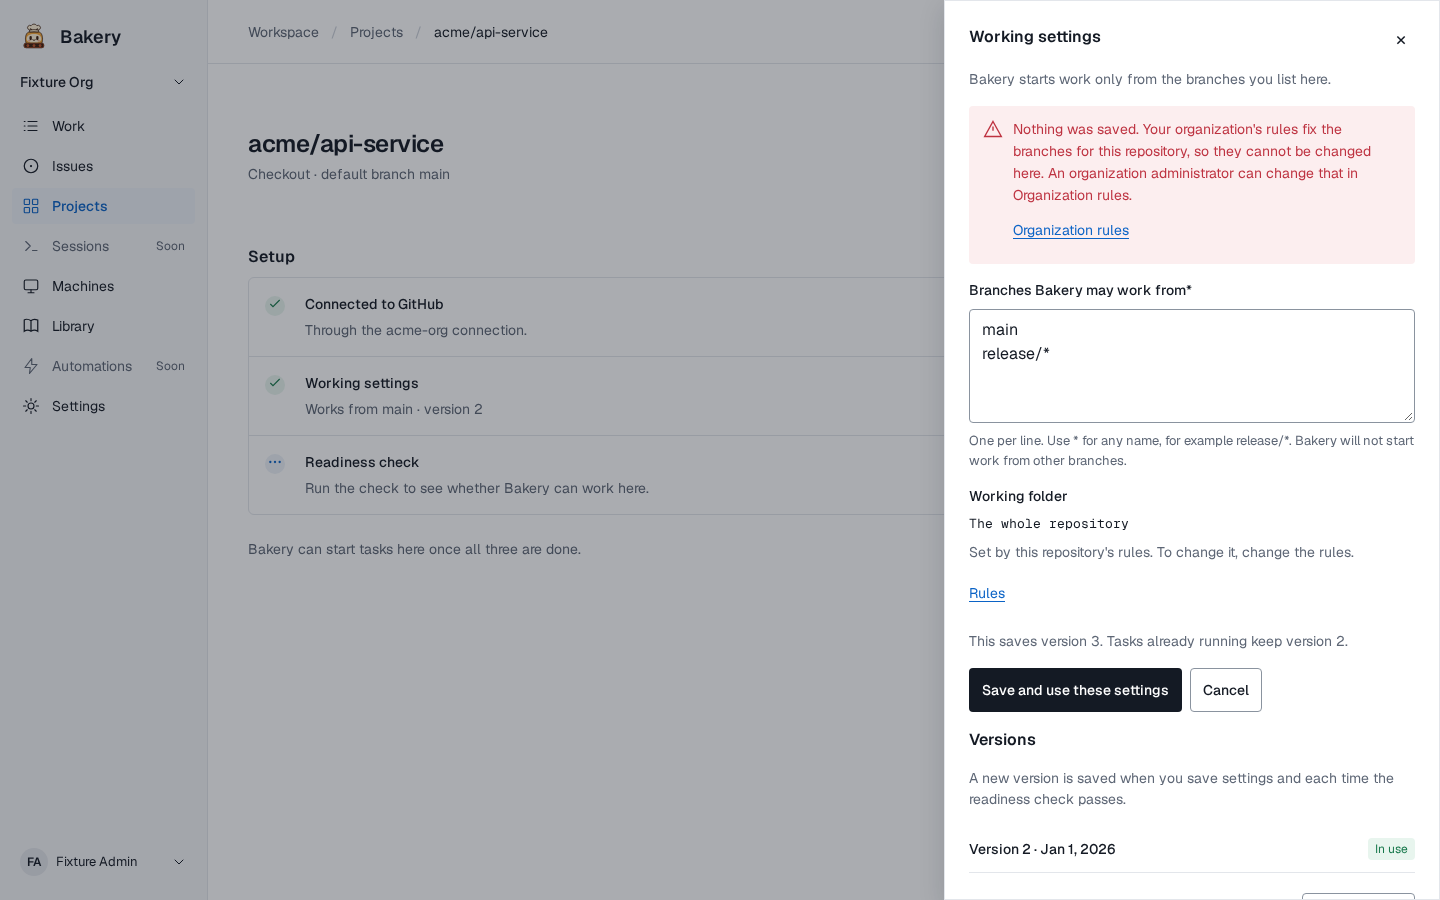 Bakery
Fixture Org
Work
Issues
Projects
Sessions Soon
Machines
Library
Automations Soon
Settings
FA Fixture Admin
Workspace / Projects / acme/api-service
acme/api-service
Checkout · default branch main
Setup
Connected to GitHub
Through the acme-org connection.
Working settings
Works from main · version 2
Readiness check
Run the check to see whether Bakery can work here.
Bakery can start tasks here once all three are done.
Working settings
Bakery starts work only from the branches you list here.
Nothing was saved. Your organization's rules fix the
branches for this repository, so they cannot be changed
here. An organization administrator can change that in
Organization rules.
Organization rules
Branches Bakery may work from*
main
release/*
One per line. Use * for any name, for example release/*. Bakery will not start
work from other branches.
Working folder
The whole repository
Set by this repository's rules. To change it, change the rules.
Rules
This saves version 3. Tasks already running keep version 2.
Save and use these settings
Cancel
Versions
A new version is saved when you save settings and each time the
readiness check passes.
Version 2 · Jan 1, 2026 In use